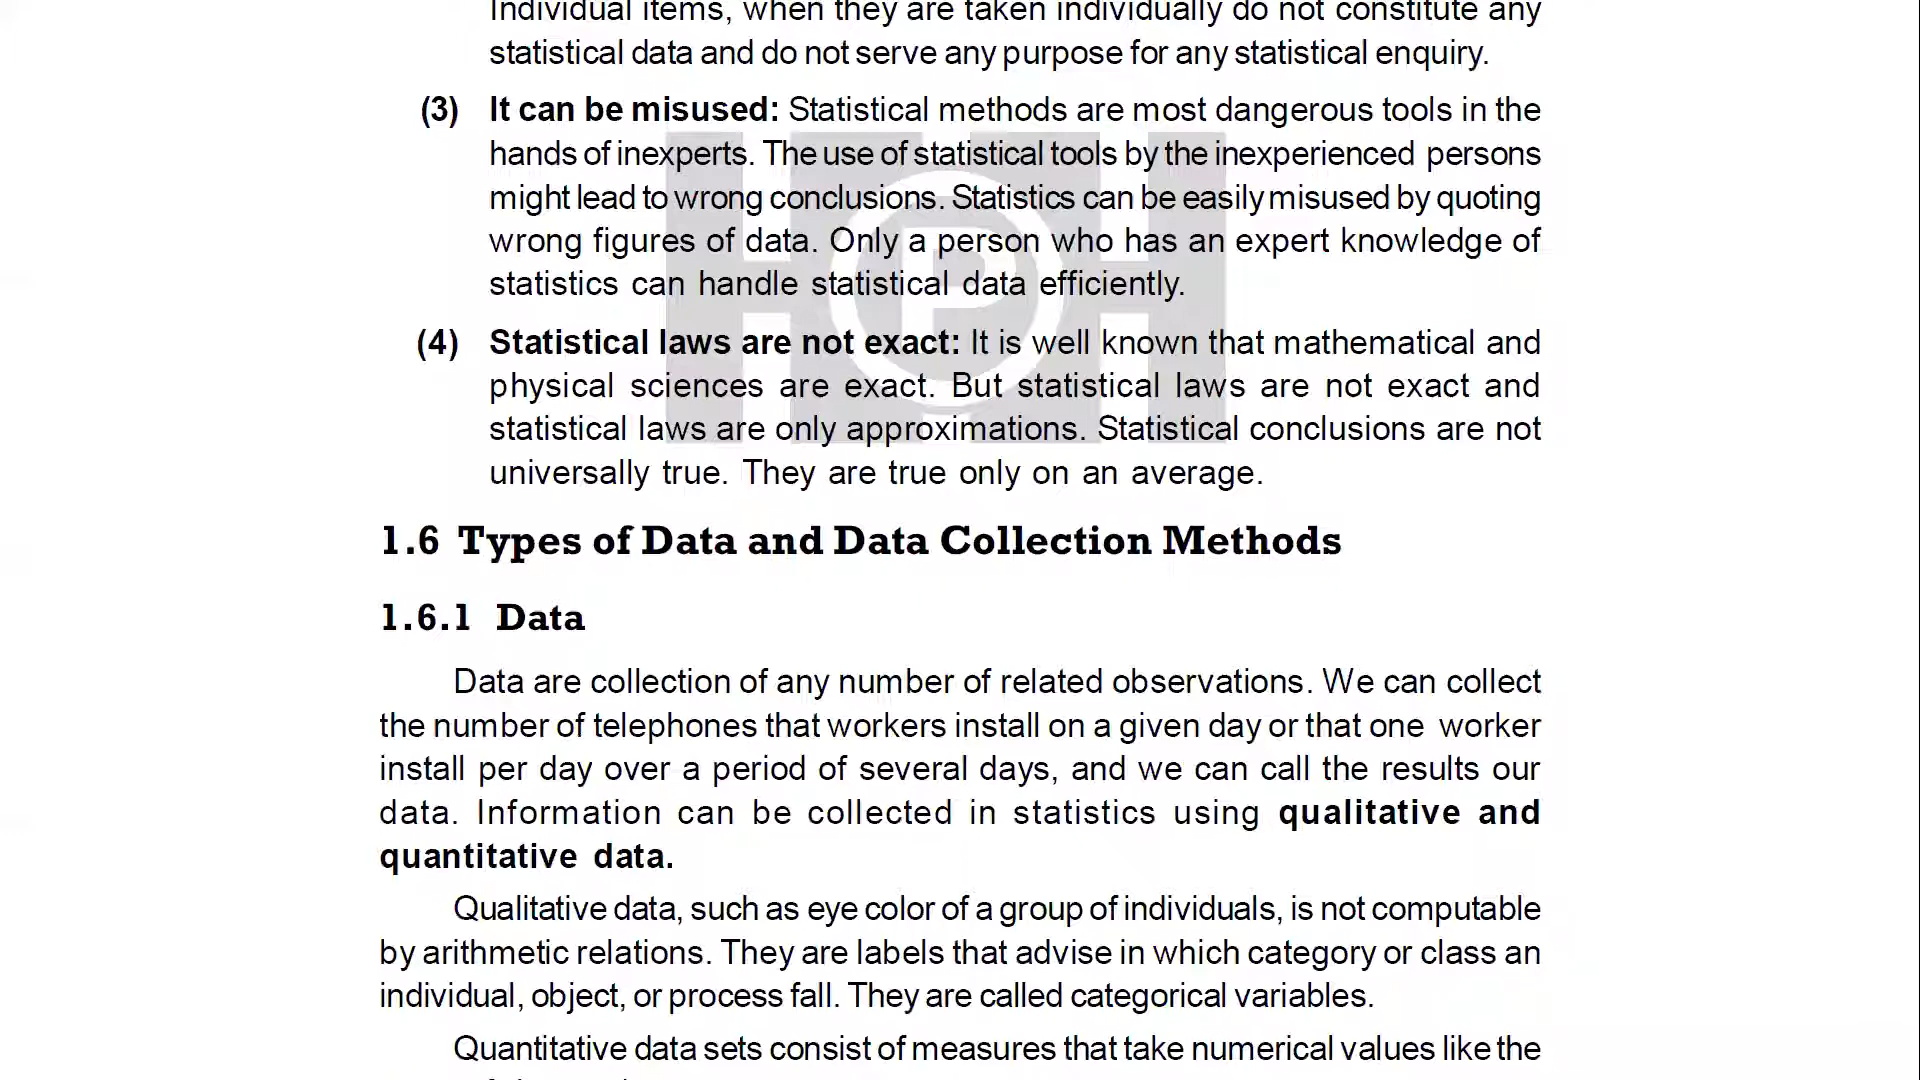 Individual items, when they are taken individually do not constitute any
statistical data and do not serve any purpose for any statistical enquiry.
(3) It can be misused: Statistical methods are most dangerous tools in the
hands of inexperts. The use of statistical tools by the inexperienced persons
might lead to wrong conclusions. Statistics can be easily misused by quoting
wrong figures of data. Only a person who has an expert knowledge of
statistics can handle statistical data efficiently.
(4) Statistical laws are not exact: It is well known that mathematical and
physical sciences are exact. But statistical laws are not exact and
statistical laws are only approximations. Statistical conclusions are not
universally true. They are true only on an average.
1.6 Types of Data and Data Collection Methods
1.6.1 Data
Data are collection of any number of related observations. We can collect
the number of telephones that workers install on a given day or that one worker
install per day over a period of several days, and we can call the results our
data. Information can be collected in statistics using qualitative and
quantitative data.
Qualitative data, such as eye color of a group of individuals, is not computable
by arithmetic relations. They are labels that advise in which category or class an
individual, object, or process fall. They are called categorical variables.
Quantitative data sets consist of measures that take numerical values like the